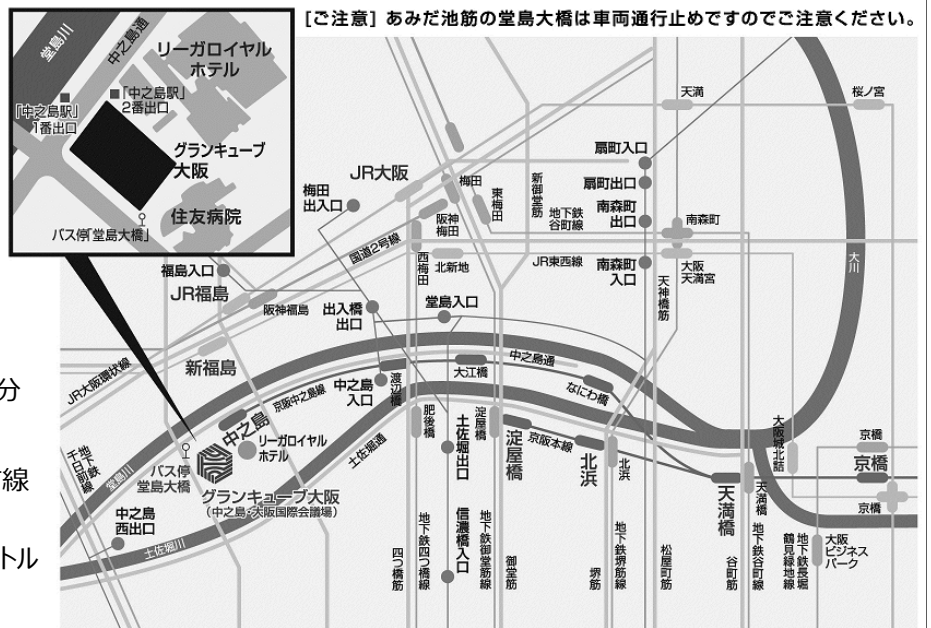 [ご注意] あみだ池筋の堂島大橋は車両通行止めですのでご注意ください。
堂島川
中之島通
リーガロイヤル
ホテル
「中之島駅」
2番出口
「中之島駅」
1番出口
グランキューブ
大阪
住友病院
バス停「堂島大橋」
天満
桜ノ宮
扇町入口
JR大阪
梅田
扇町出口
梅田
出入口
東梅田
新御堂筋
地下鉄
谷町線
南森町
出口
南森町
阪神
梅田
国道2号線
西梅田
北新地
JR東西線
南森町
入口
大阪
天満宮
大川
天神橋筋
福島入口
JR福島
阪神福島
出入橋
出口
堂島入口
新福島
JR大阪環状線
中之島通
大江橋
渡辺橋
中之島
入口
なにわ橋
京阪中之島線
分
中之島
リーガロイヤル
ホテル
肥後橋
土佐堀出口
淀屋橋
淀屋橋
京阪本線
北浜
北浜
大阪城北詰
京橋
京橋
土佐堀通
地下鉄
千日前線
堂島川
バス停
堂島大橋
線
グランキューブ大阪
(中之島・大阪国際会議場)
天満橋
天満橋
京橋
中之島
西出口
土佐堀川
トル
四つ橋筋
地下鉄四つ橋線
信濃橋入口
地下鉄御堂筋線
御堂筋
堺筋
地下鉄堺筋線
松屋町筋
谷町筋
地下鉄谷町線
地下鉄長堀
鶴見緑地線
大阪
ビジネス
パーク